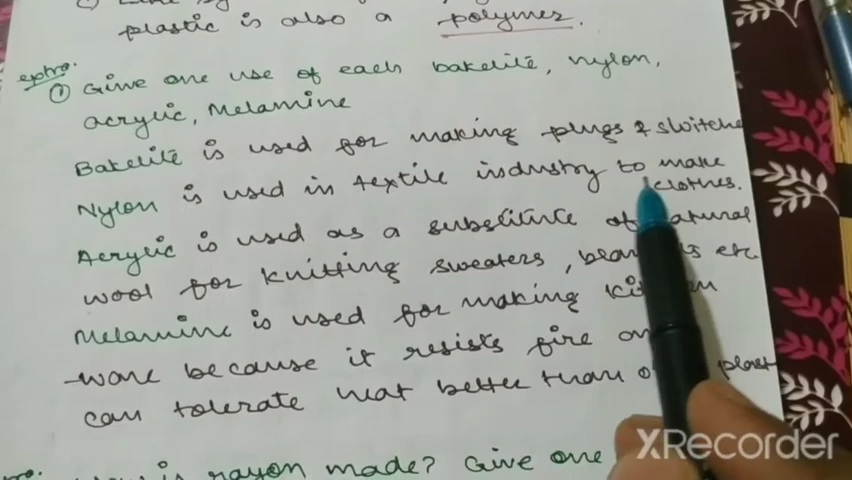 plastic is also a polymer.
extra.
① Give one use of each bakelite, nylon,
acrylic, Melamine
Bakelite is used for making plugs & switche
Nylon is used in textile industry to make
clothes.
Acrylic is used as a substitute of natural
wool for knitting sweaters, etc.
Melamine is used for making
-ware because it resists fire
can tolerate heat better than
rayon made? Give one
XRecorder